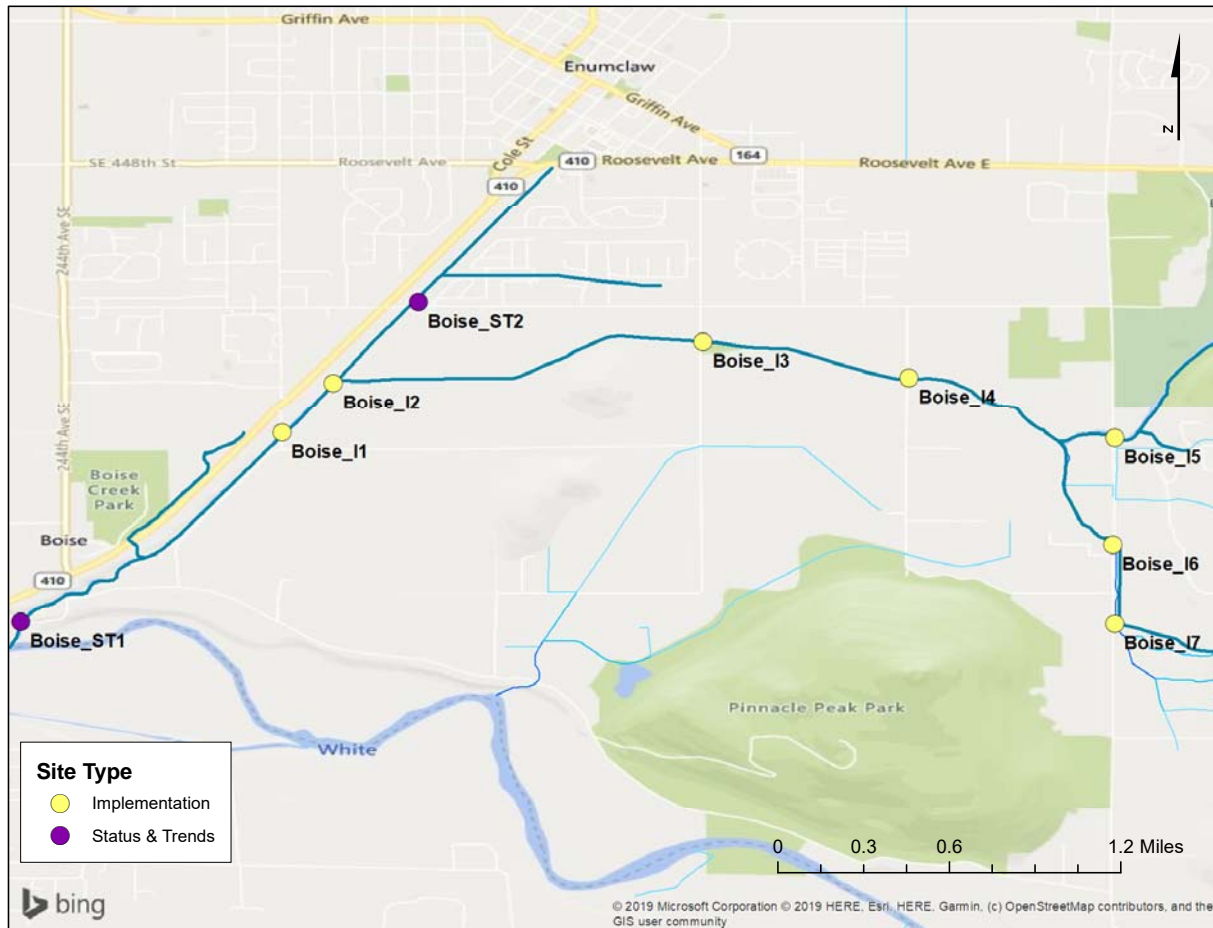 Griffin Ave
Enumclaw
Griffin Ave
Cole St
SE 448th St
Roosevelt Ave
410
Roosevelt Ave
164
Roosevelt Ave E
410
244th Ave SE
Boise_ST2
Boise_I3
Boise_I4
Boise_I2
Boise_I1
Boise_I5
244th Ave SE
Boise
Creek
Park
Boise
Boise_I6
410
Boise_ST1
Boise_I7
Pinnacle Peak Park
White
Site Type
Implementation
Status & Trends
0 0.3 0.6 1.2 Miles
N
bing
© 2019 Microsoft Corporation © 2019 HERE, Esri, HERE, Garmin, (c) OpenStreetMap contributors, and the
GIS user community